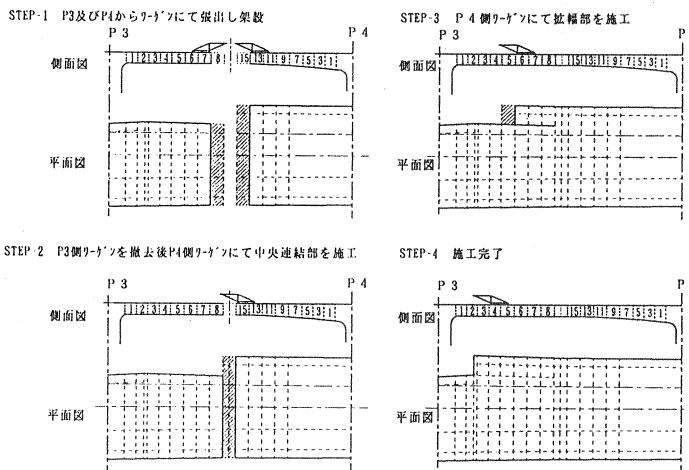 STEP-1 P3及びP4からワーゲンにて張出し架設
P 3
P 4
側面図
1 2 3 4 5 6 7 8 15 13 11 9 7 5 3 1
平面図
STEP-2 P3側ワーゲンを撤去後P4側ワーゲンにて中央連結部を施工
P 3
P 4
側面図
1 2 3 4 5 6 7 8 15 13 11 9 7 5 3 1
平面図
STEP-3 P 4側ワーゲンにて拡幅部を施工
P 3
P
側面図
1 2 3 4 5 6 7 8 15 13 11 9 7 5 3 1
平面図
STEP-4 施工完了
P 3
P
側面図
1 2 3 4 5 6 7 8 15 13 11 9 7 5 3 1
平面図